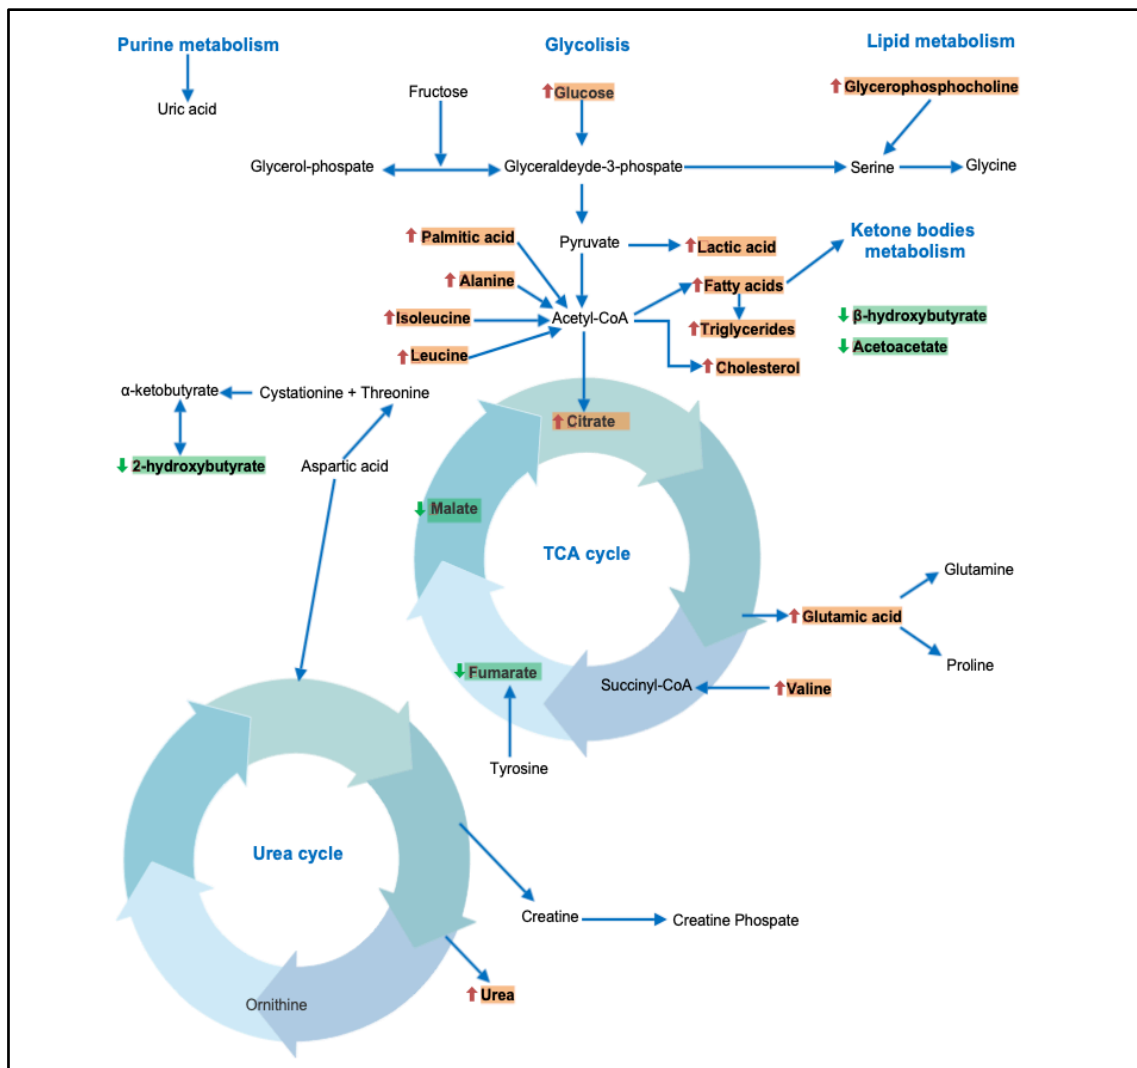 Purine metabolism
Glycolisis
Lipid metabolism
Uric acid
Fructose
↑ Glucose
↑ Glycerophosphocholine
Glycerol-phospate
Glyceraldeyde-3-phospate
Serine
Glycine
↑ Palmitic acid
Pyruvate
↑ Lactic acid
Ketone bodies
metabolism
↑ Alanine
↑ Fatty acids
↑ Isoleucine
Acetyl-CoA
↑ Triglycerides
↓ β-hydroxybutyrate
↑ Leucine
↑ Cholesterol
↓ Acetoacetate
α-ketobutyrate
Cystationine + Threonine
↑ Citrate
↓ 2-hydroxybutyrate
Aspartic acid
↓ Malate
TCA cycle
Glutamine
↑ Glutamic acid
Proline
↓ Fumarate
Succinyl-CoA
↑ Valine
Tyrosine
Urea cycle
Creatine
Creatine Phospate
↑ Urea
Ornithine